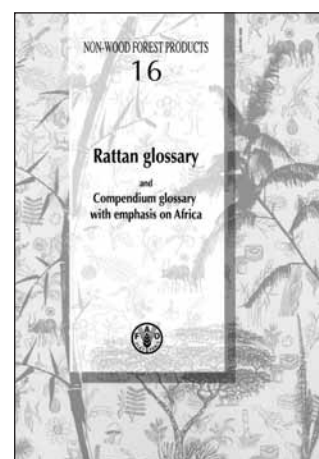 NON-WOOD FOREST PRODUCTS
16
Rattan glossary
and
Compendium glossary
with emphasis on Africa
F A O